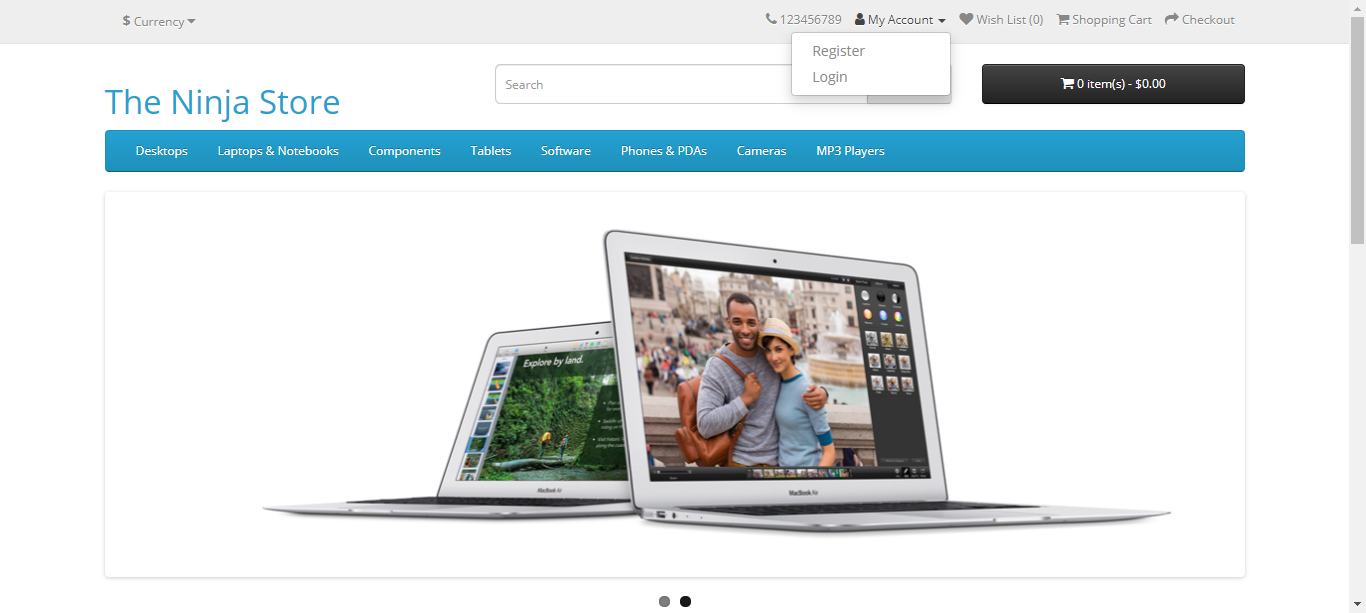 $ Currency
123456789 My Account Wish List (0) Shopping Cart Checkout
Register
Login
The Ninja Store
Search
0 item(s) - $0.00
Desktops Laptops & Notebooks Components Tablets Software Phones & PDAs Cameras MP3 Players
Explore by land.
MacBook Air
MacBook Air